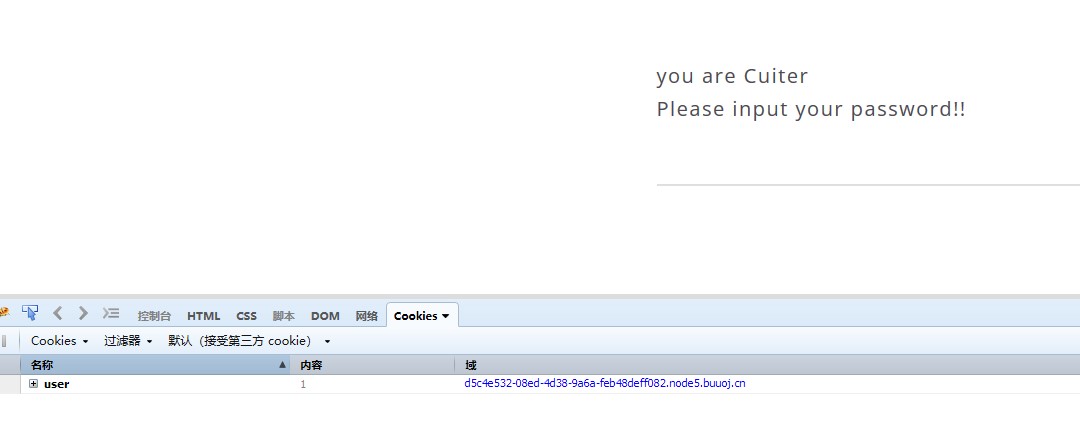 you are Cuiter
Please input your password!!
控制台 HTML CSS 脚本 DOM 网络 Cookies
Cookies 过滤器 默认（接受第三方 cookie）
名称 内容 域
user 1 d5c4e532-08ed-4d38-9a6a-feb48deff082.node5.buuoj.cn